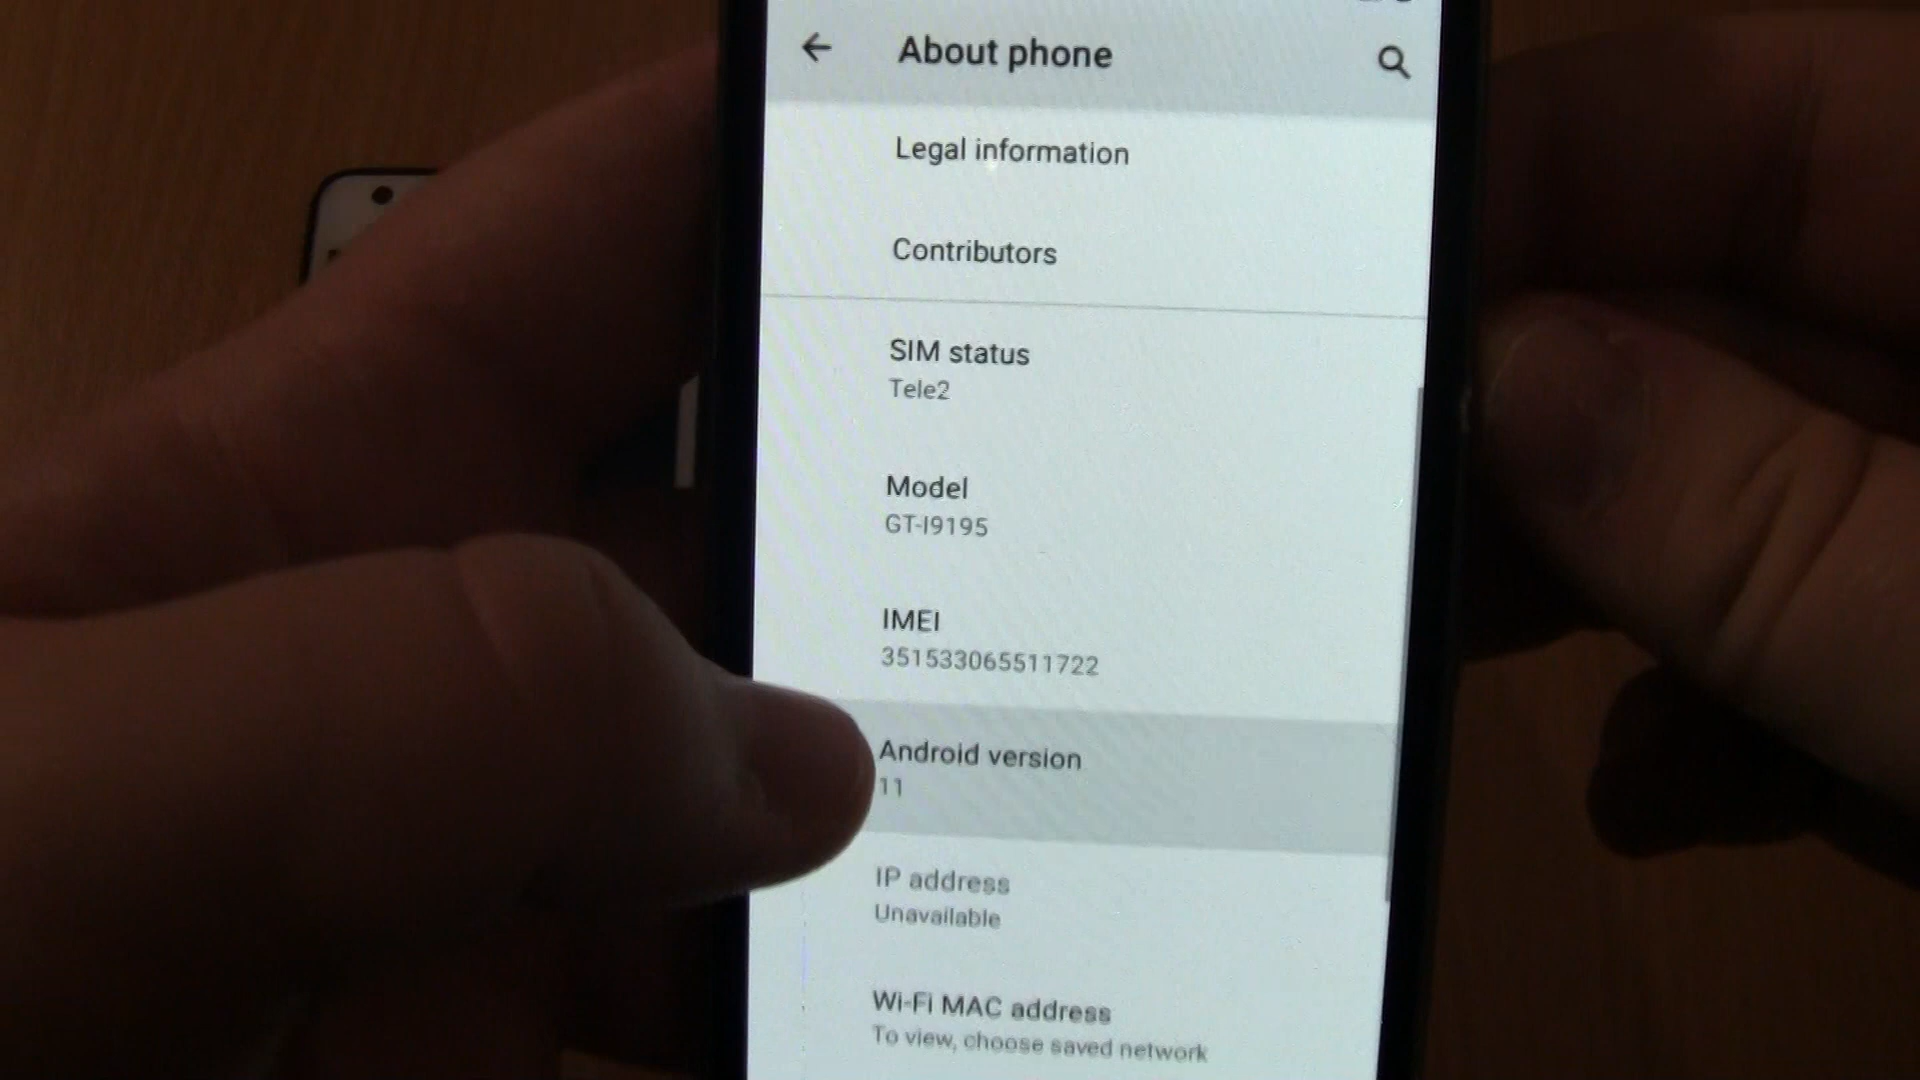 About phone
Legal information
Contributors
SIM status
Tele2
Model
GT-I9195
IMEI
351533065511722
Android version
11
IP address
Unavailable
Wi-Fi MAC address
To view, choose saved network